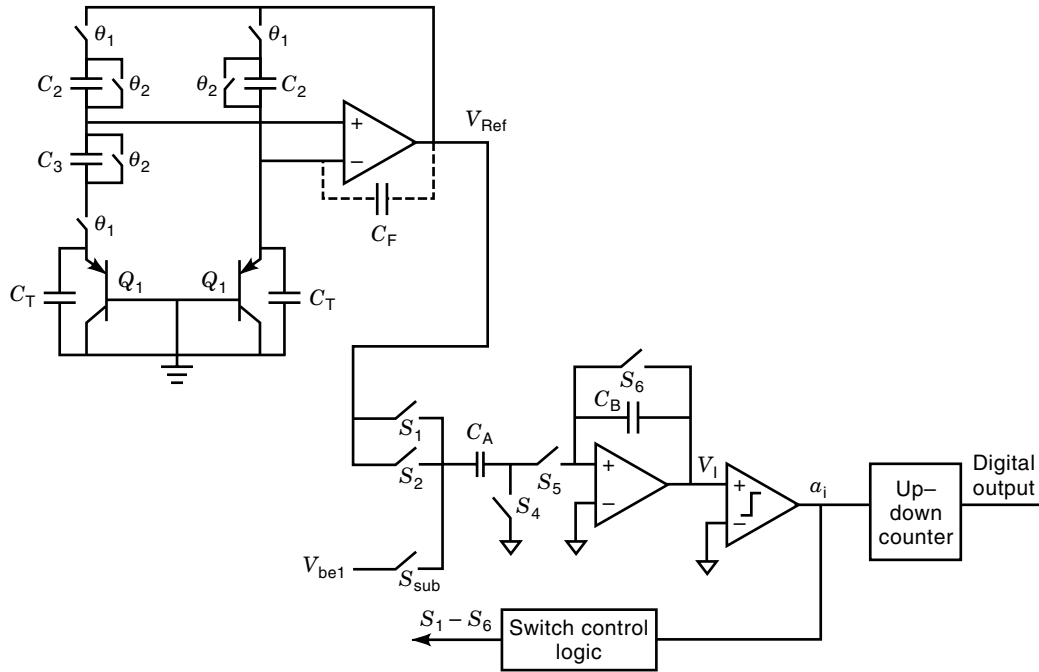 θ1 θ1
C2 θ2 θ2 C2
+ VRef
C3 θ2 −
CF
θ1
CT Q1 Q1 CT
S6
S1 CA CB
S2 S5 + VI ai Digital output
S4 − + Up–down counter
−
Vbe1 Ssub
S1 – S6 Switch control logic